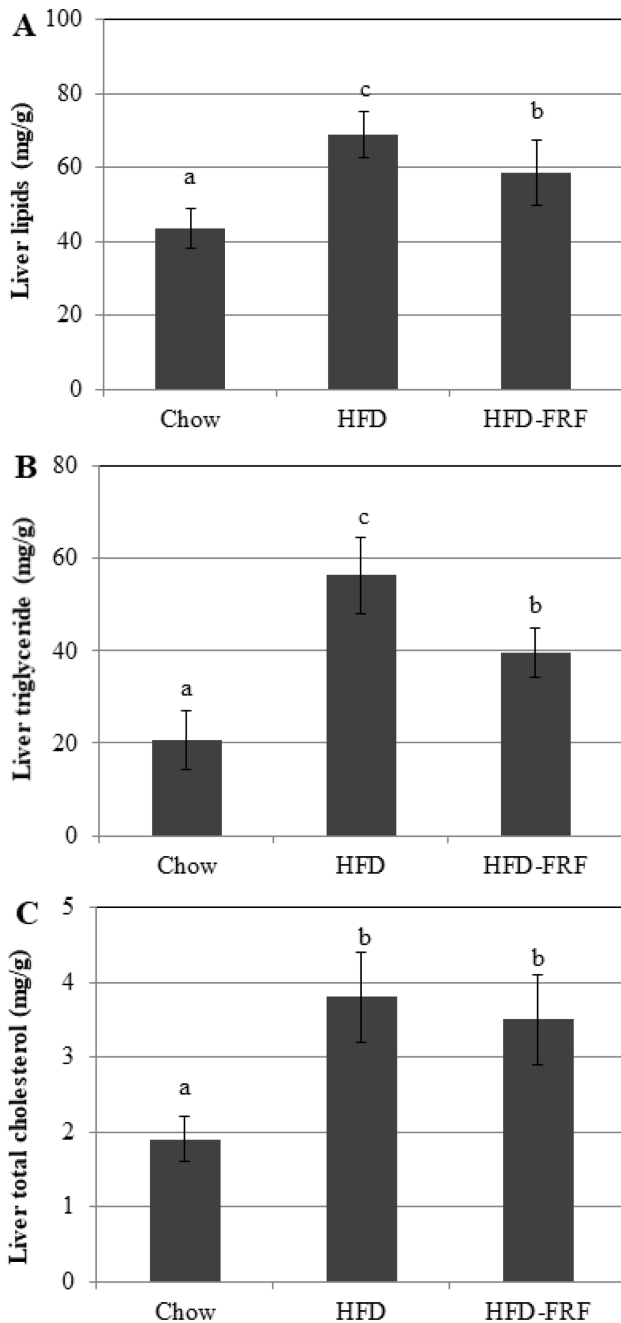 A
Liver lipids (mg/g)
100
80
60
40
20
0
a
c
b
Chow HFD HFD-FRF
B
Liver triglyceride (mg/g)
80
60
40
20
0
a
c
b
Chow HFD HFD-FRF
C
Liver total cholesterol (mg/g)
5
4
3
2
1
0
a
b
b
Chow HFD HFD-FRF